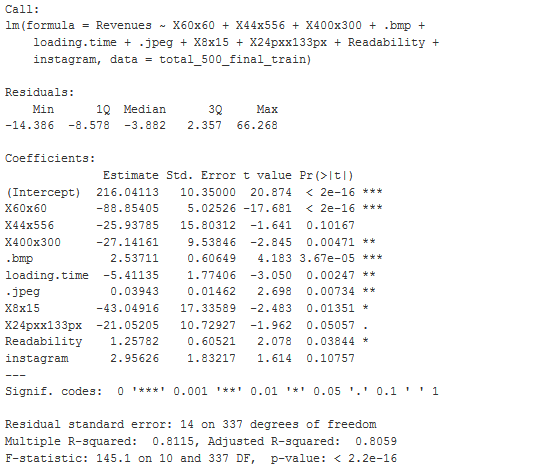 Call:
lm(formula = Revenues ~ X60x60 + X44x556 + X400x300 + .bmp +
    loading.time + .jpeg + X8x15 + X24pxx133px + Readability +
    instagram, data = total_500_final_train)

Residuals:
    Min      1Q  Median      3Q     Max
-14.386  -8.578  -3.882   2.357  66.268

Coefficients:
              Estimate Std. Error t value Pr(>|t|)
(Intercept)  216.04113   10.35000  20.874  < 2e-16 ***
X60x60       -88.85405    5.02526 -17.681  < 2e-16 ***
X44x556      -25.93785   15.80312  -1.641  0.10167
X400x300     -27.14161    9.53846  -2.845  0.00471 **
.bmp           2.53711    0.60649   4.183 3.67e-05 ***
loading.time  -5.41135    1.77406  -3.050  0.00247 **
.jpeg          0.03943    0.01462   2.698  0.00734 **
X8x15        -43.04916   17.33589  -2.483  0.01351 *
X24pxx133px  -21.05205   10.72927  -1.962  0.05057 .
Readability    1.25782    0.60521   2.078  0.03844 *
instagram      2.95626    1.83217   1.614  0.10757
---
Signif. codes:  0 '***' 0.001 '**' 0.01 '*' 0.05 '.' 0.1 ' ' 1

Residual standard error: 14 on 337 degrees of freedom
Multiple R-squared:  0.8115, Adjusted R-squared:  0.8059
F-statistic: 145.1 on 10 and 337 DF,  p-value: < 2.2e-16